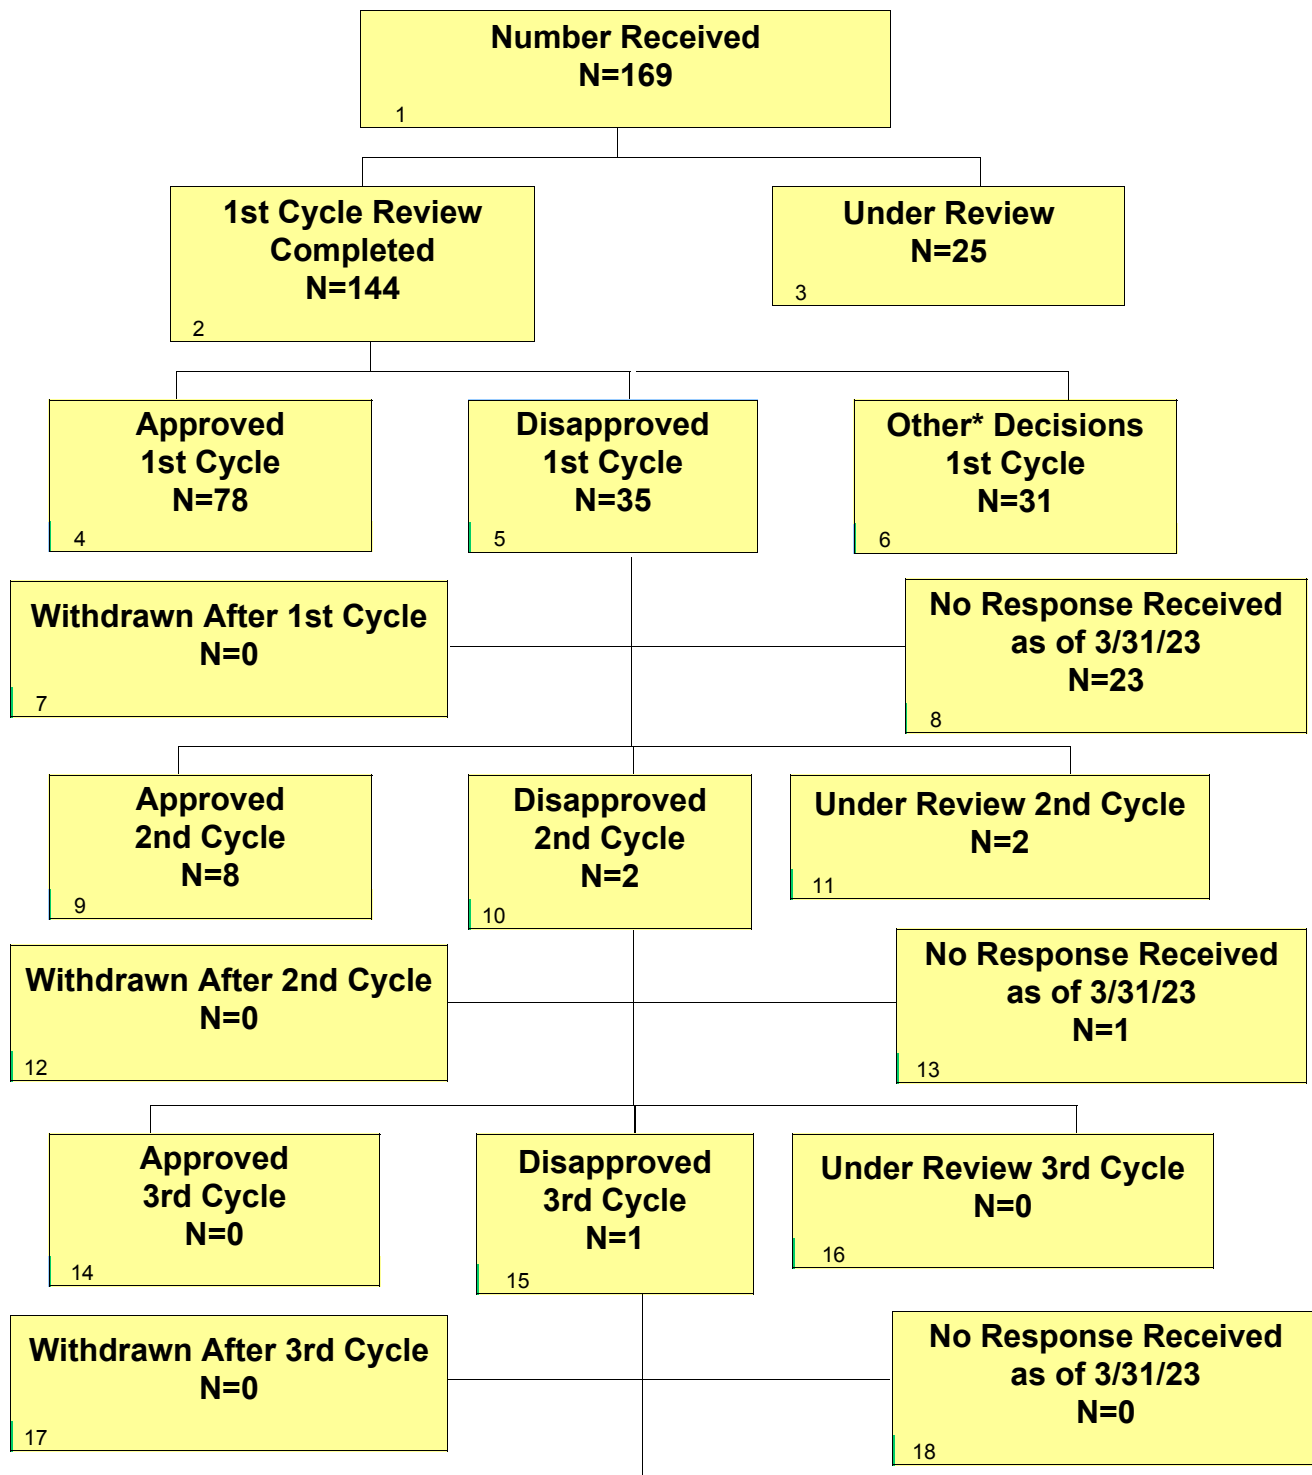 Number Received
N=169
1
1st Cycle Review
Completed
N=144
2
Under Review
N=25
3
Approved
1st Cycle
N=78
4
Disapproved
1st Cycle
N=35
5
Other* Decisions
1st Cycle
N=31
6
Withdrawn After 1st Cycle
N=0
7
No Response Received
as of 3/31/23
N=23
8
Approved
2nd Cycle
N=8
9
Disapproved
2nd Cycle
N=2
10
Under Review 2nd Cycle
N=2
11
Withdrawn After 2nd Cycle
N=0
12
No Response Received
as of 3/31/23
N=1
13
Approved
3rd Cycle
N=0
14
Disapproved
3rd Cycle
N=1
15
Under Review 3rd Cycle
N=0
16
Withdrawn After 3rd Cycle
N=0
17
No Response Received
as of 3/31/23
N=0
18